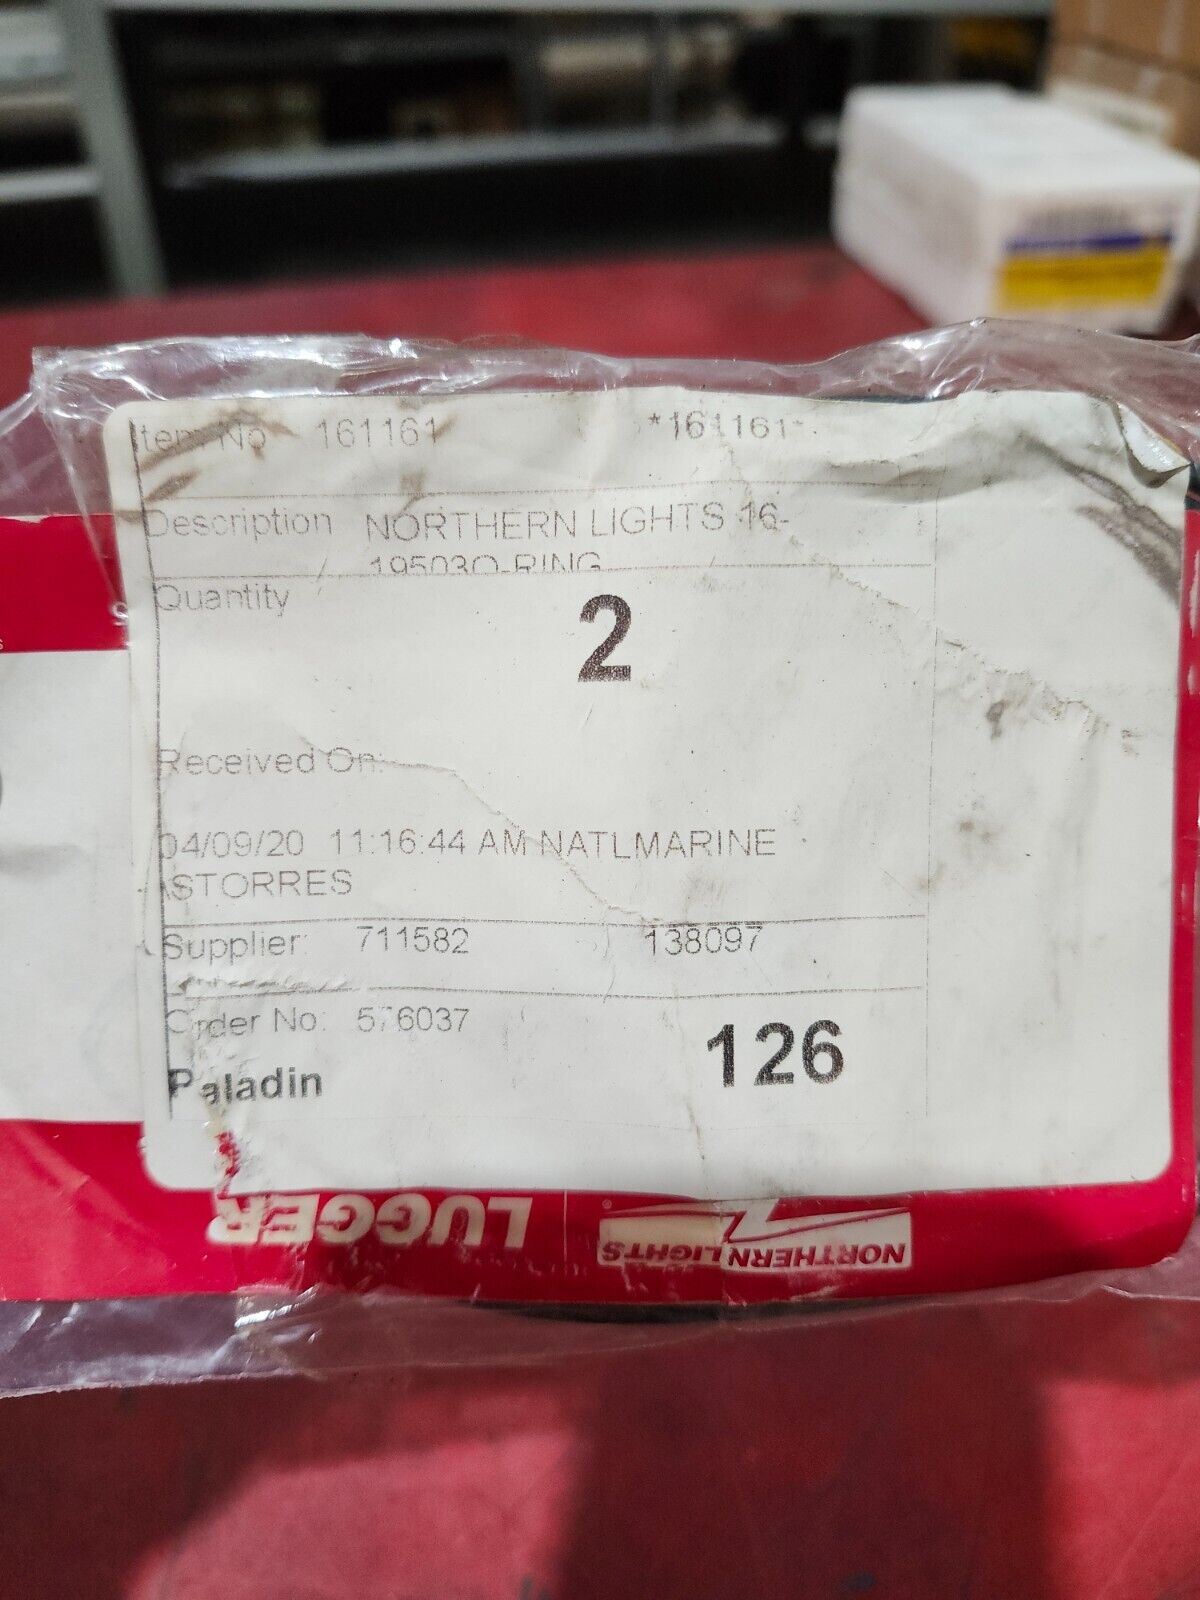 Item No 161161 *161161*
Description NORTHERN LIGHTS 16-
19503O-RING
Quantity
2
Received On:
04/09/20 11:16:44 AM NATLMARINE
ASTORRES
Supplier: 711582 138097
Order No: 576037
126
Paladin
LUGGER NORTHERN LIGHTS